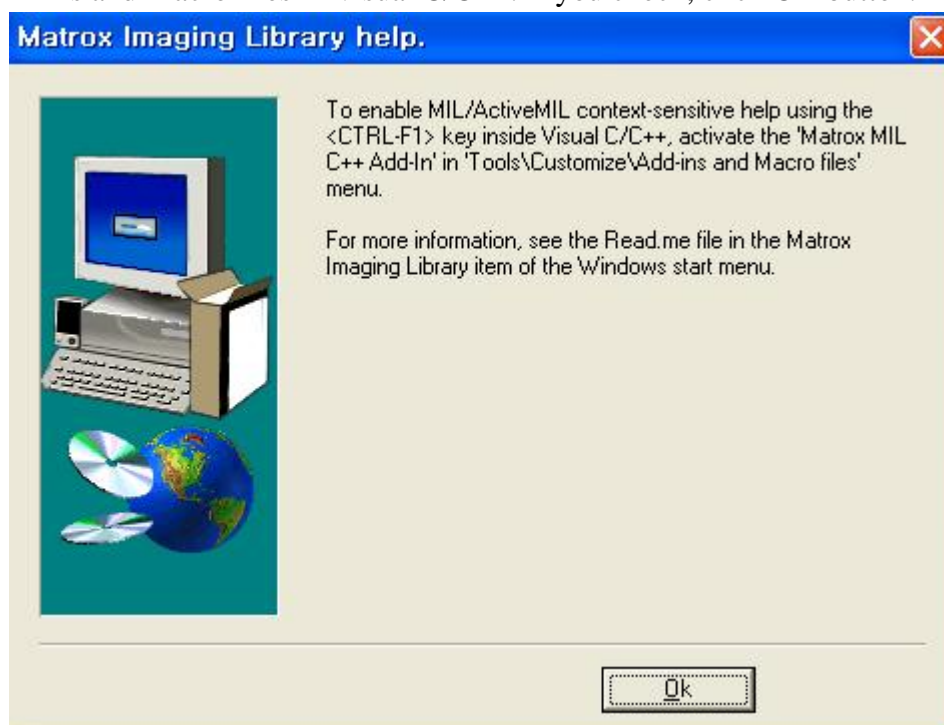 Matrox Imaging Library help.
To enable MIL/ActiveMIL context-sensitive help using the
<CTRL-F1> key inside Visual C/C++, activate the 'Matrox MIL
C++ Add-In' in 'Tools\Customize\Add-ins and Macro files'
menu.
For more information, see the Read.me file in the Matrox
Imaging Library item of the Windows start menu.
Ok